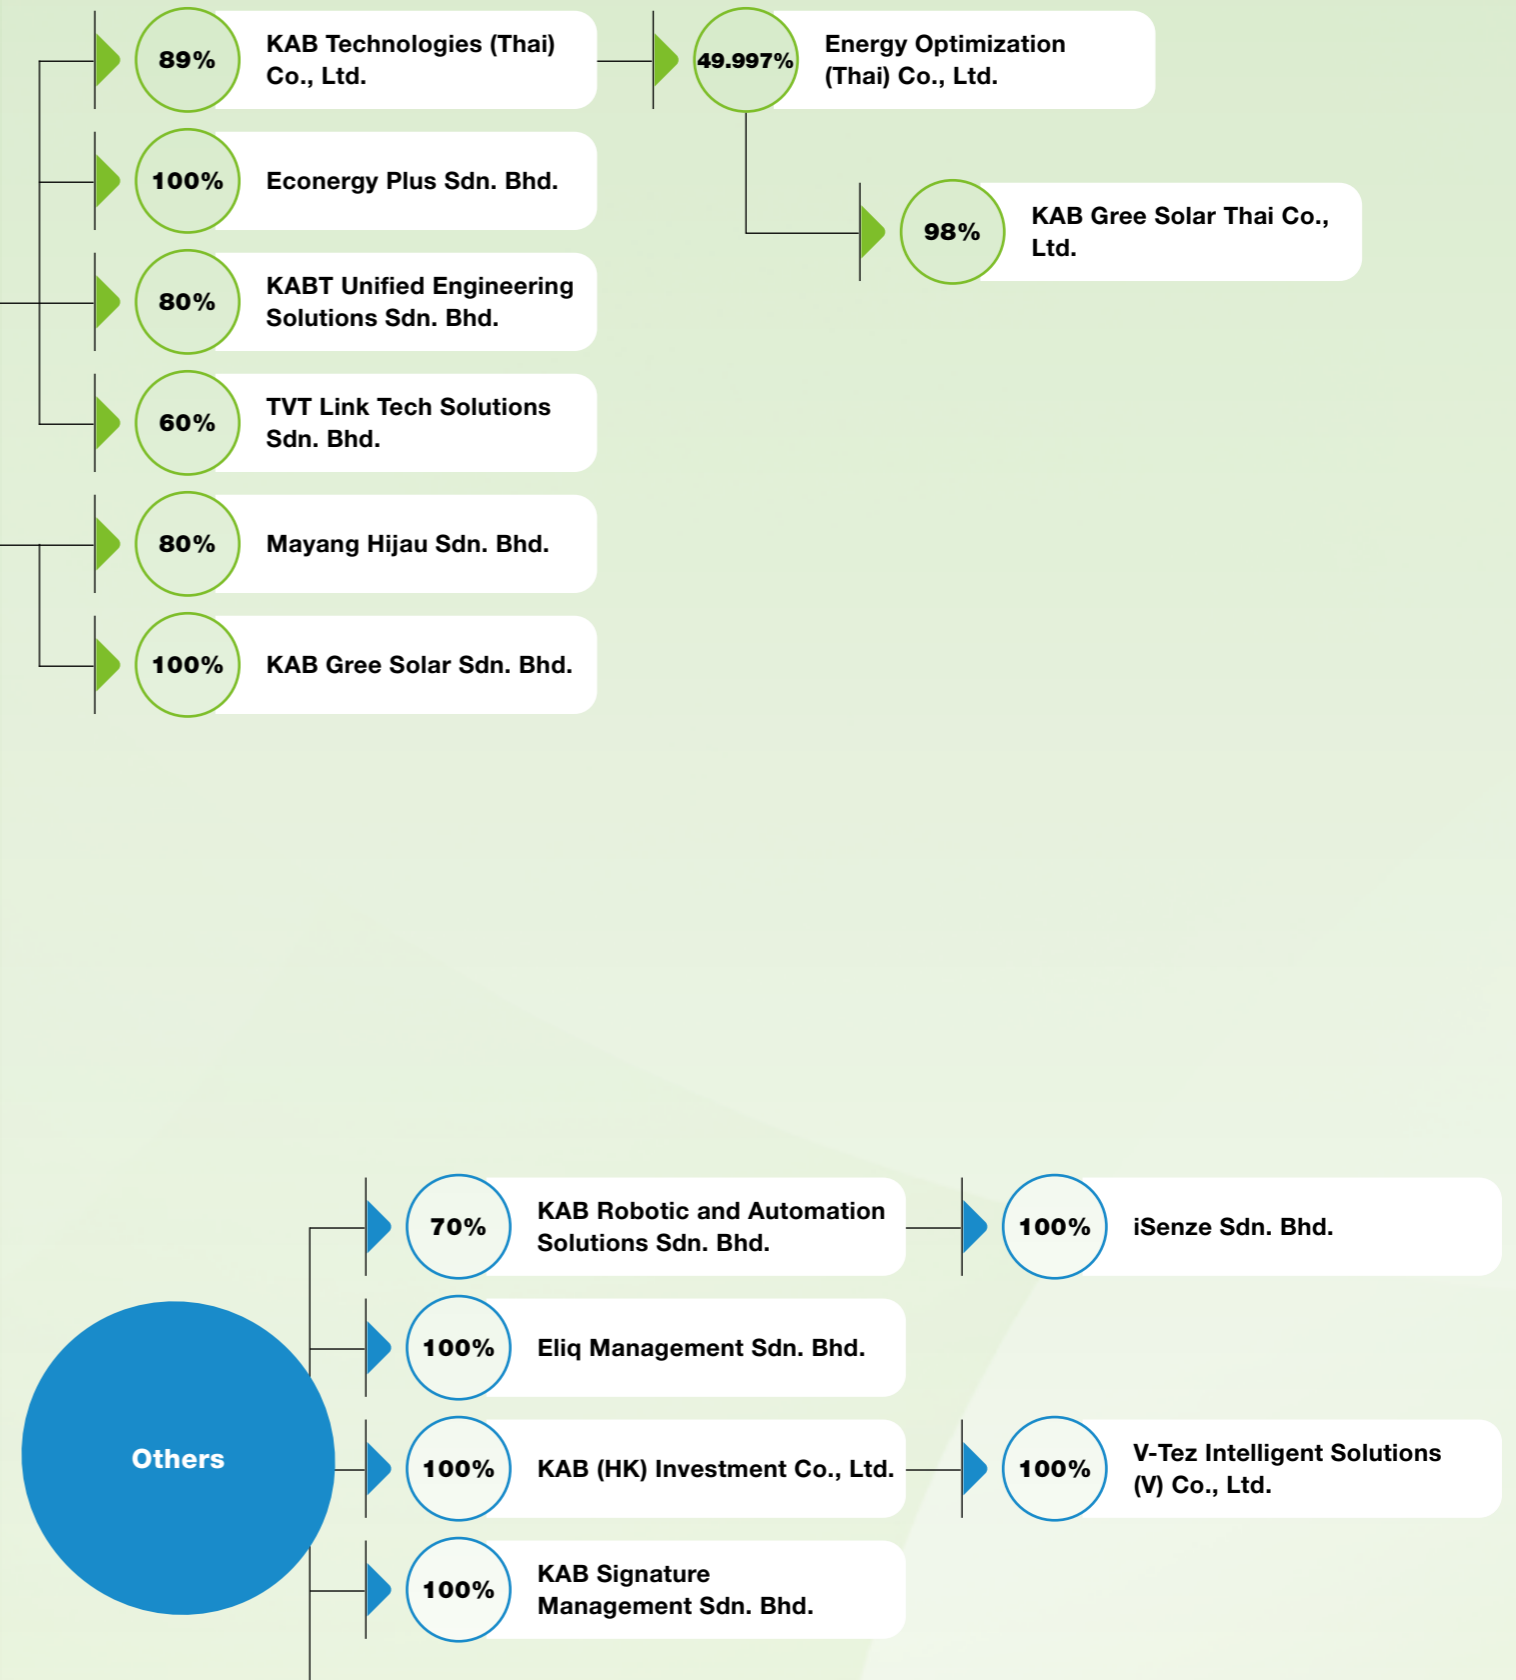 89%
KAB Technologies (Thai)
Co., Ltd.
49.997%
Energy Optimization
(Thai) Co., Ltd.
100%
Econergy Plus Sdn. Bhd.
98%
KAB Gree Solar Thai Co.,
Ltd.
80%
KABT Unified Engineering
Solutions Sdn. Bhd.
60%
TVT Link Tech Solutions
Sdn. Bhd.
80%
Mayang Hijau Sdn. Bhd.
100%
KAB Gree Solar Sdn. Bhd.
Others
70%
KAB Robotic and Automation
Solutions Sdn. Bhd.
100%
iSenze Sdn. Bhd.
100%
Eliq Management Sdn. Bhd.
100%
KAB (HK) Investment Co., Ltd.
100%
V-Tez Intelligent Solutions
(V) Co., Ltd.
100%
KAB Signature
Management Sdn. Bhd.